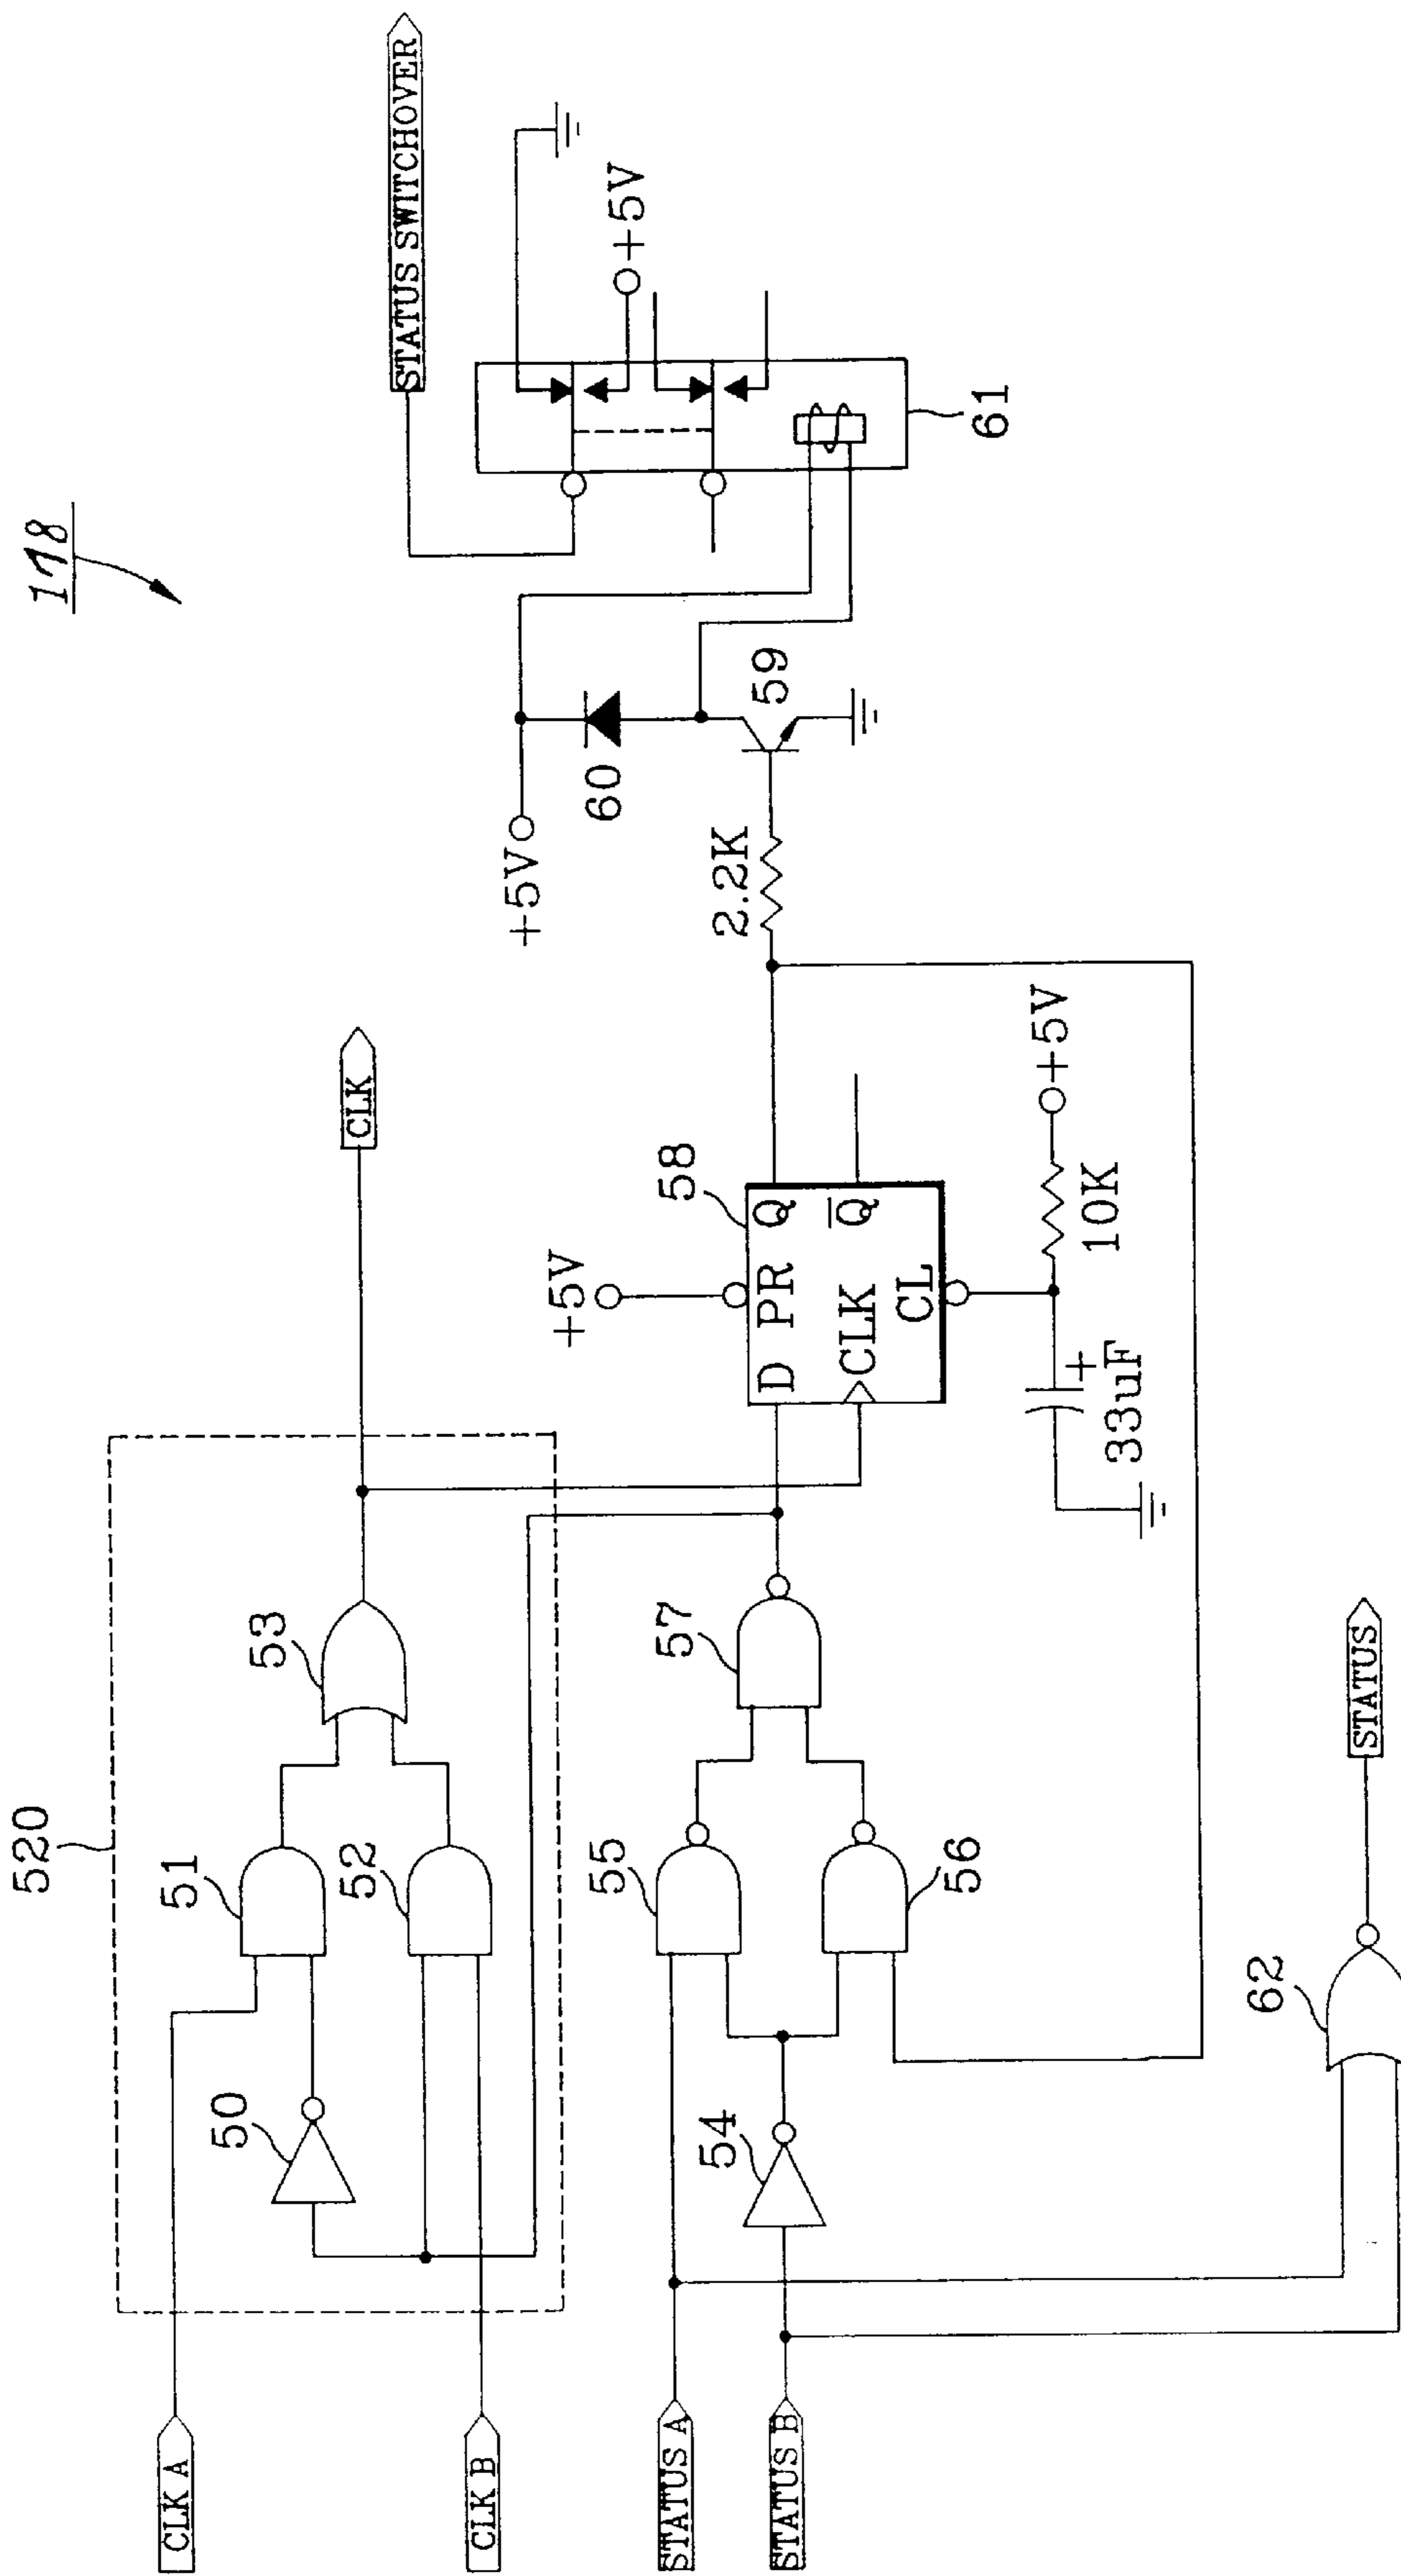 118
520
CLK A
CLK B
50
51
52
53
CLK
STATUS A
STATUS B
54
55
56
57
58
+5V
D PR Q
CLK Q
CL
33uF
+
10K
+5V
2.2K
59
60
+5V
61
+5V
STATUS SWITCHOVER
62
STATUS